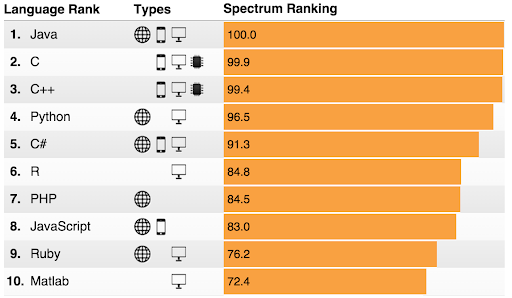 Language Rank Types Spectrum Ranking
1. Java 100.0
2. C 99.9
3. C++ 99.4
4. Python 96.5
5. C# 91.3
6. R 84.8
7. PHP 84.5
8. JavaScript 83.0
9. Ruby 76.2
10. Matlab 72.4